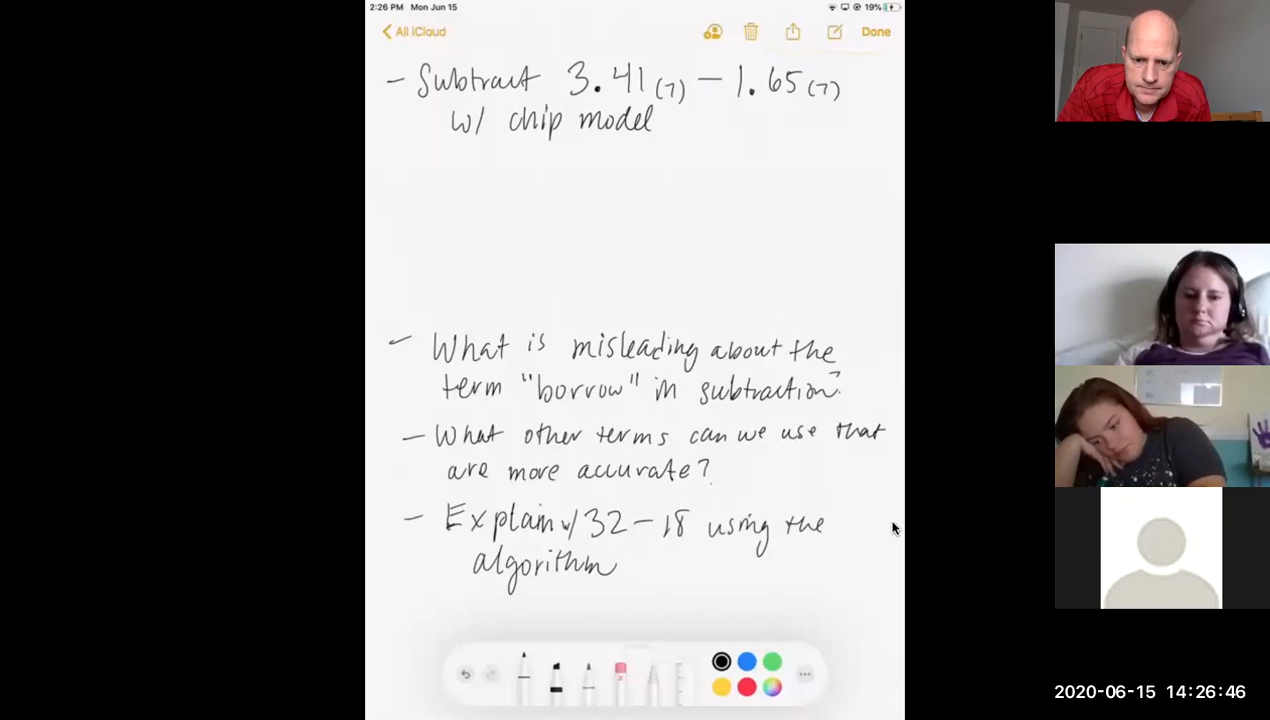 2:26 PM Mon Jun 15
19%
All iCloud
Done
- Subtract 3.41(7) - 1.65(7)
w/ chip model
- What is misleading about the
term "borrow" in subtraction?
- What other terms can we use that
are more accurate?
- Explain w/ 32-18 using the
algorithm
2020-06-15 14:26:46